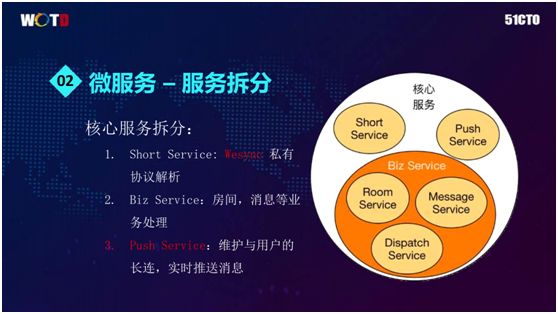 WOTD
51CTO
02
微服务 – 服务拆分
核心服务拆分：
1. Short Service: Wesync 私有
协议解析
2. Biz Service：房间，消息等业
务处理
3. Push Service：维护与用户的
长连，实时推送消息
核心
服务
Short
Service
Push
Service
Biz Service
Room
Service
Message
Service
Dispatch
Service